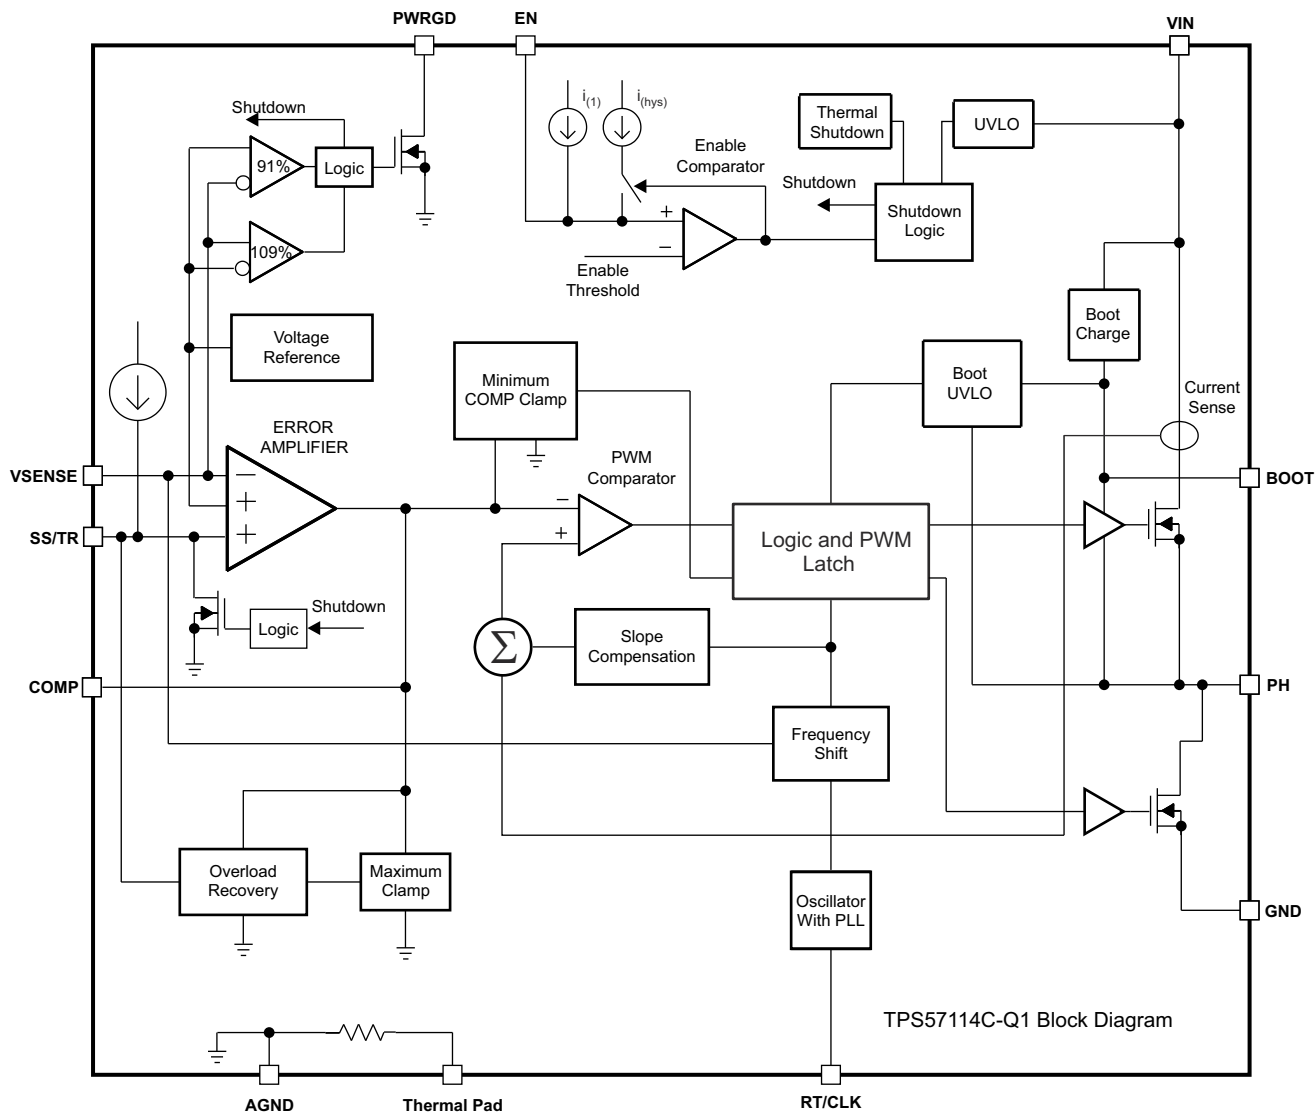 PWRGD
EN
VIN
Shutdown
91%
Logic
109%
i(1)
i(hys)
Enable
Comparator
+
−
Enable
Threshold
Thermal
Shutdown
UVLO
Shutdown
Shutdown
Logic
Voltage
Reference
Minimum
COMP Clamp
Boot
UVLO
Boot
Charge
Current
Sense
ERROR
AMPLIFIER
VSENSE
−
+
+
SS/TR
PWM
Comparator
−
+
Logic and PWM
Latch
BOOT
Logic
Shutdown
Σ
Slope
Compensation
COMP
PH
Frequency
Shift
Overload
Recovery
Maximum
Clamp
Oscillator
With PLL
GND
TPS57114C-Q1 Block Diagram
AGND
Thermal Pad
RT/CLK